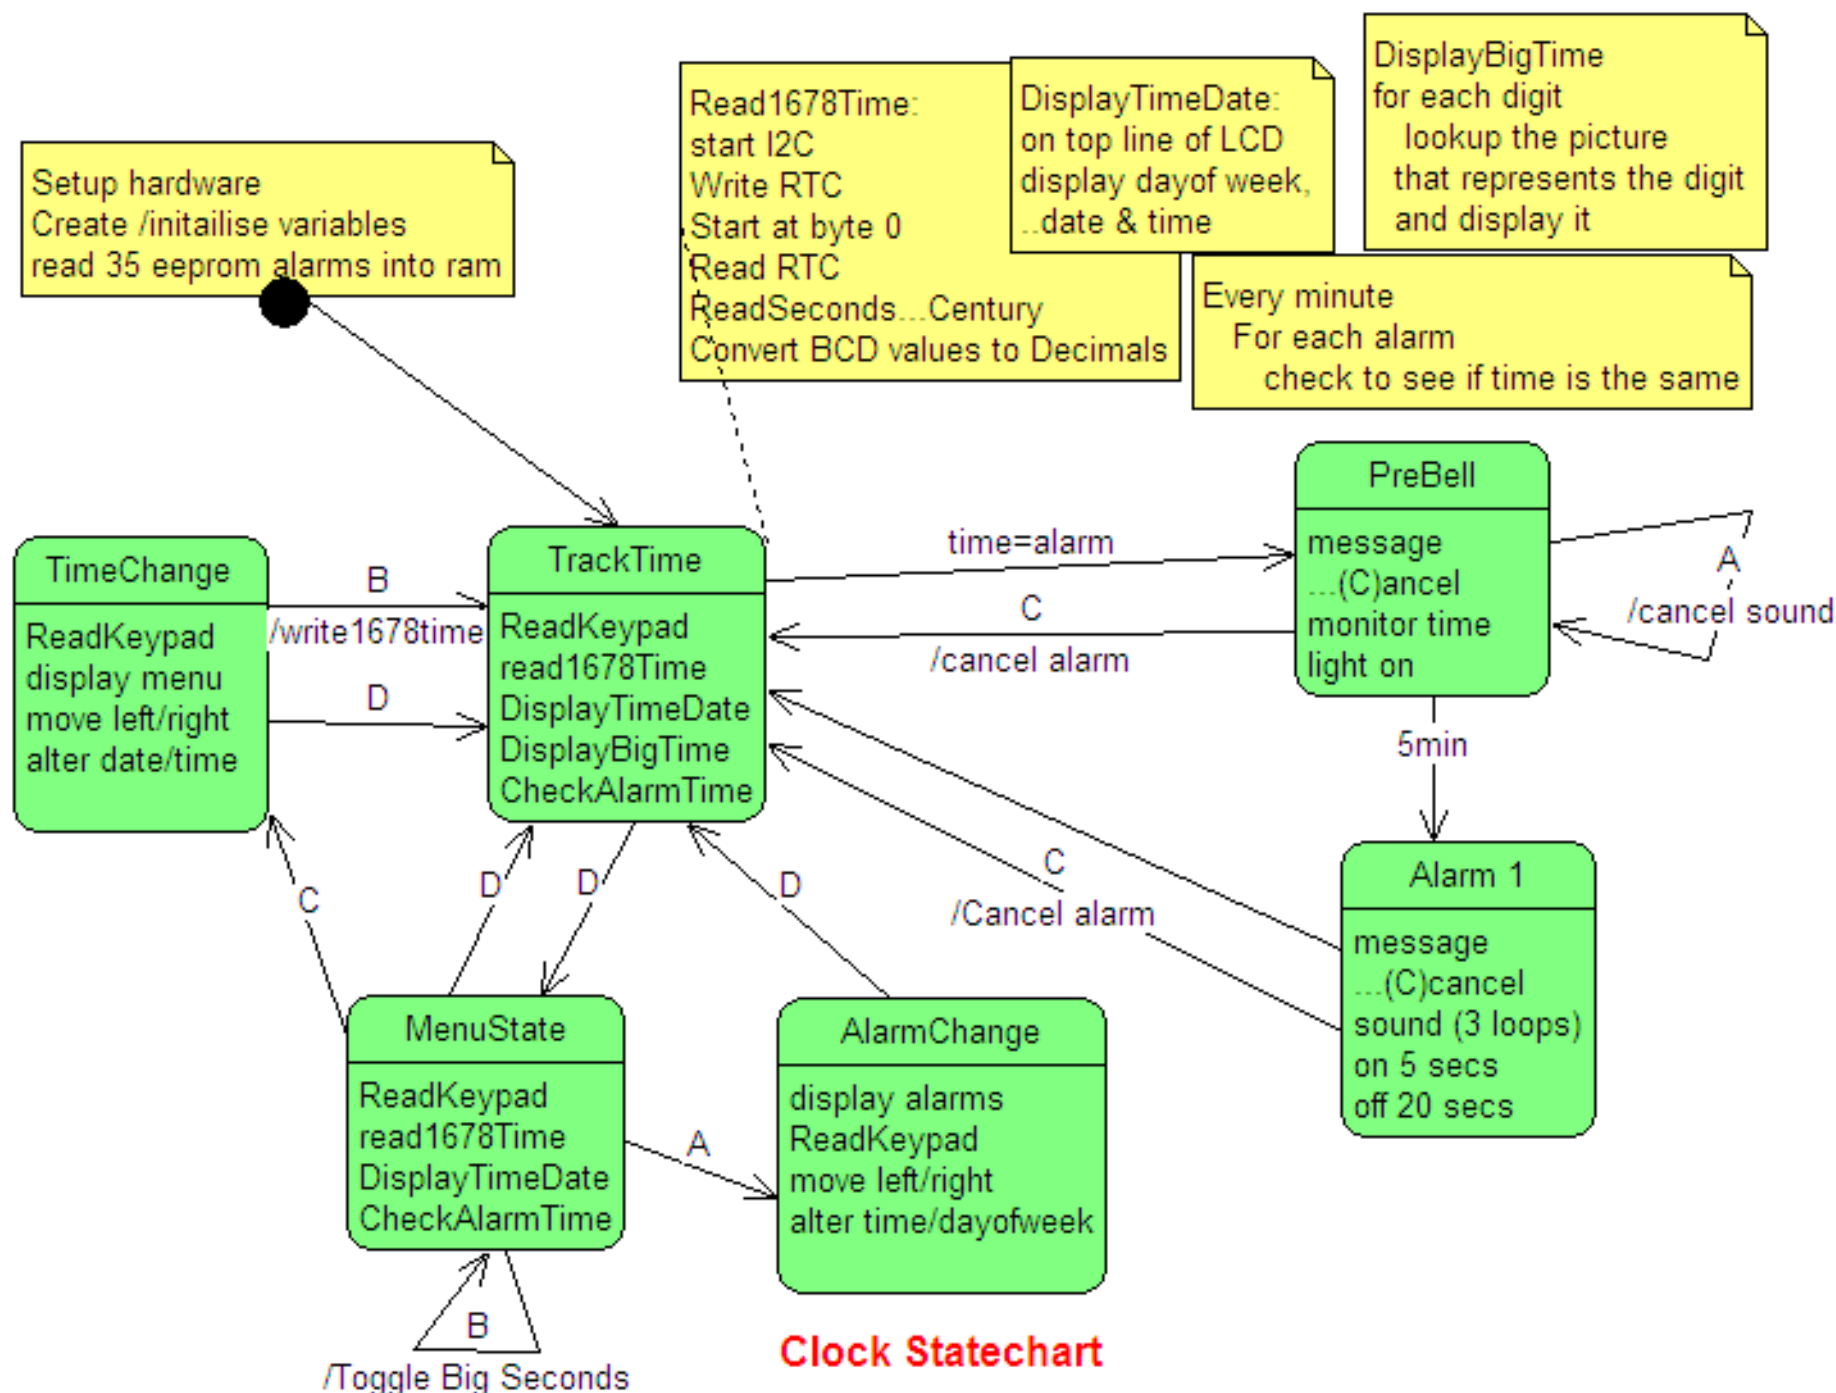 Setup hardware
Create /initailise variables
read 35 eeprom alarms into ram
Read1678Time:
start I2C
Write RTC
Start at byte 0
Read RTC
ReadSeconds...Century
Convert BCD values to Decimals
DisplayTimeDate:
on top line of LCD
display dayof week,
..date & time
DisplayBigTime
for each digit
lookup the picture
that represents the digit
and display it
Every minute
For each alarm
check to see if time is the same
TimeChange
ReadKeypad
display menu
move left/right
alter date/time
B
/write1678time
D
TrackTime
ReadKeypad
read1678Time
DisplayTimeDate
DisplayBigTime
CheckAlarmTime
time=alarm
C
/cancel alarm
PreBell
message
...(C)ancel
monitor time
light on
A
/cancel sound
5min
C
/Cancel alarm
Alarm 1
message
...(C)cancel
sound (3 loops)
on 5 secs
off 20 secs
C
D
D
D
MenuState
ReadKeypad
read1678Time
DisplayTimeDate
CheckAlarmTime
A
AlarmChange
display alarms
ReadKeypad
move left/right
alter time/dayofweek
B
/Toggle Big Seconds
Clock Statechart